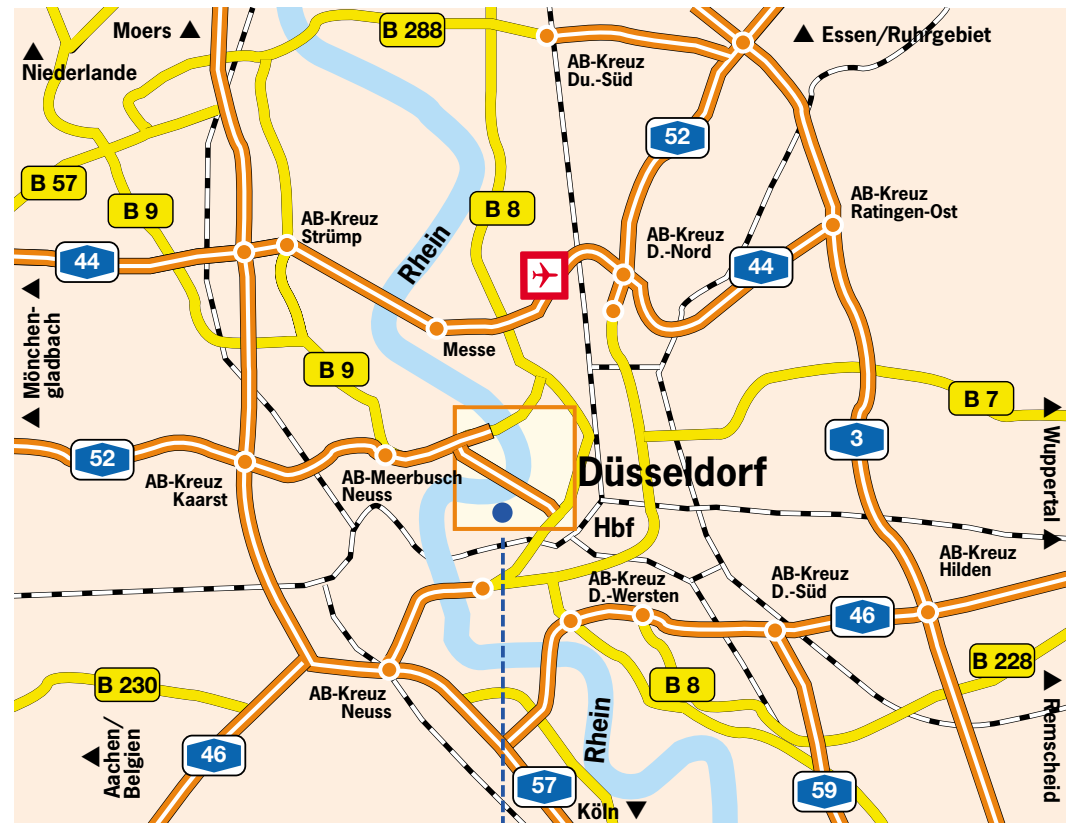 Moers
B 288
Essen/Ruhrgebiet
Niederlande
AB-Kreuz
Du.-Süd
52
B 57
B 9
B 8
AB-Kreuz
Ratingen-Ost
AB-Kreuz
Strümp
AB-Kreuz
D.-Nord
Rhein
44
44
Mönchen-
gladbach
Messe
B 9
B 7
3
52
AB-Kreuz
Kaarst
AB-Meerbusch
Neuss
Düsseldorf
Wuppertal
Hbf
AB-Kreuz
D.-Wersten
AB-Kreuz
D.-Süd
AB-Kreuz
Hilden
46
B 228
B 230
AB-Kreuz
Neuss
B 8
Rhein
Remscheid
Aachen/
Belgien
46
57
59
Köln